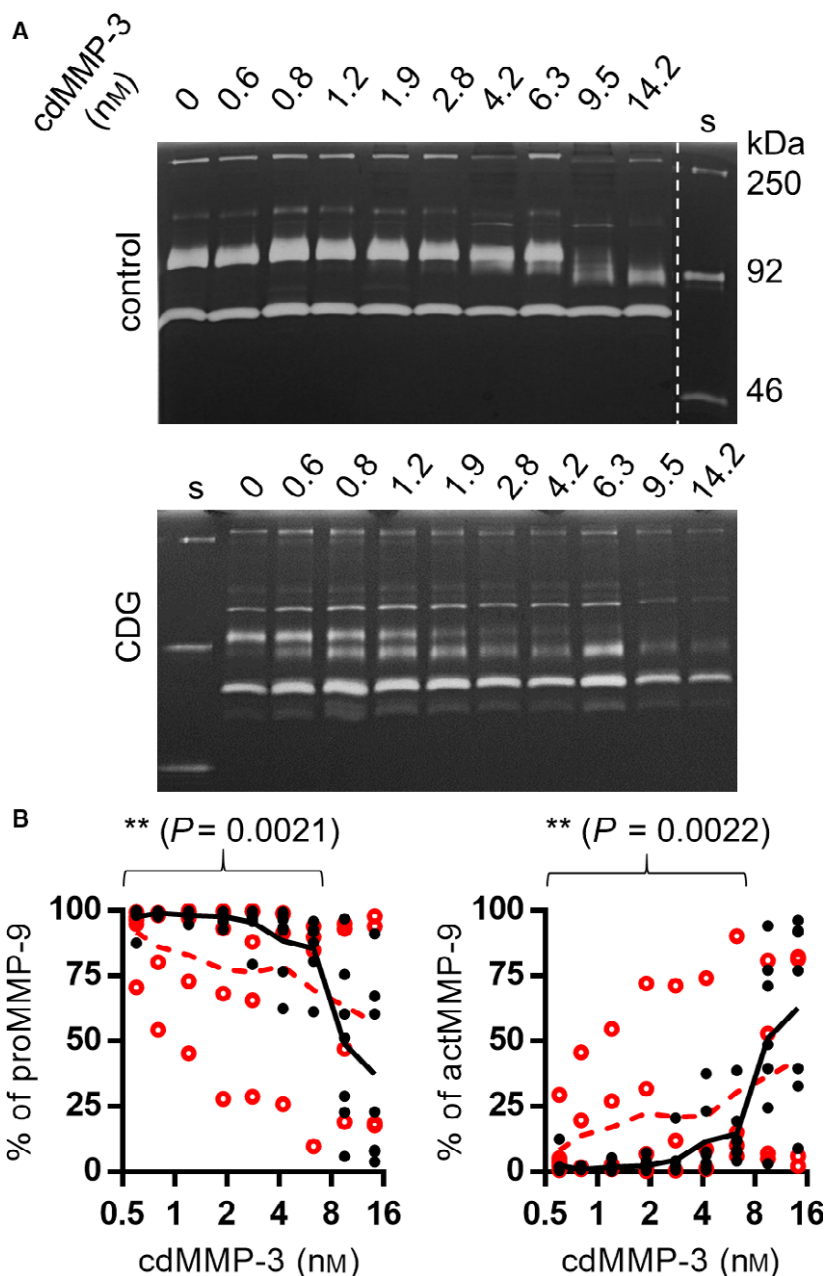 A
cdMMP-3 (nM)
0 0.6 0.8 1.2 1.9 2.8 4.2 6.3 9.5 14.2 s
kDa
250
92
46
control
s 0 0.6 0.8 1.2 1.9 2.8 4.2 6.3 9.5 14.2
CDG
B
** (P = 0.0021)
100
75
50
25
0
% of proMMP-9
0.5 1 2 4 8 16
cdMMP-3 (nM)
** (P = 0.0022)
100
75
50
25
0
% of actMMP-9
0.5 1 2 4 8 16
cdMMP-3 (nM)